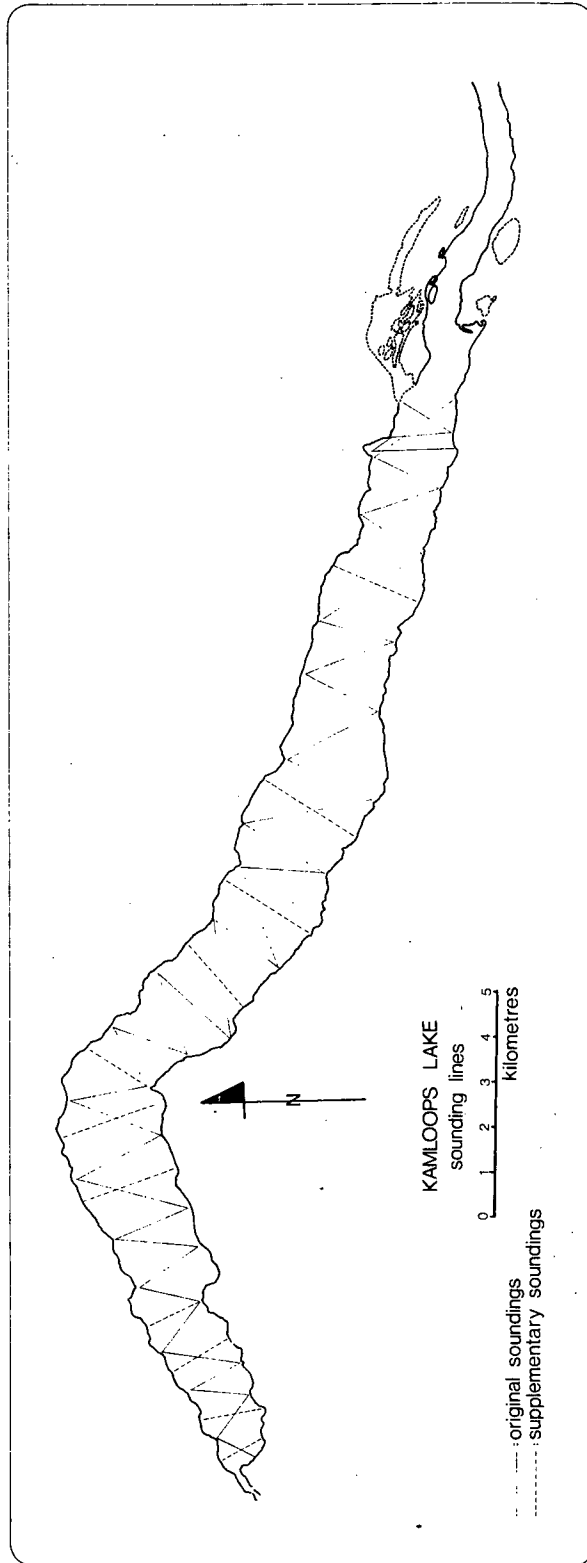 KAMLOOPS LAKE
sounding lines
0 1 2 3 4 5
kilometres
N
original soundings
supplementary soundings